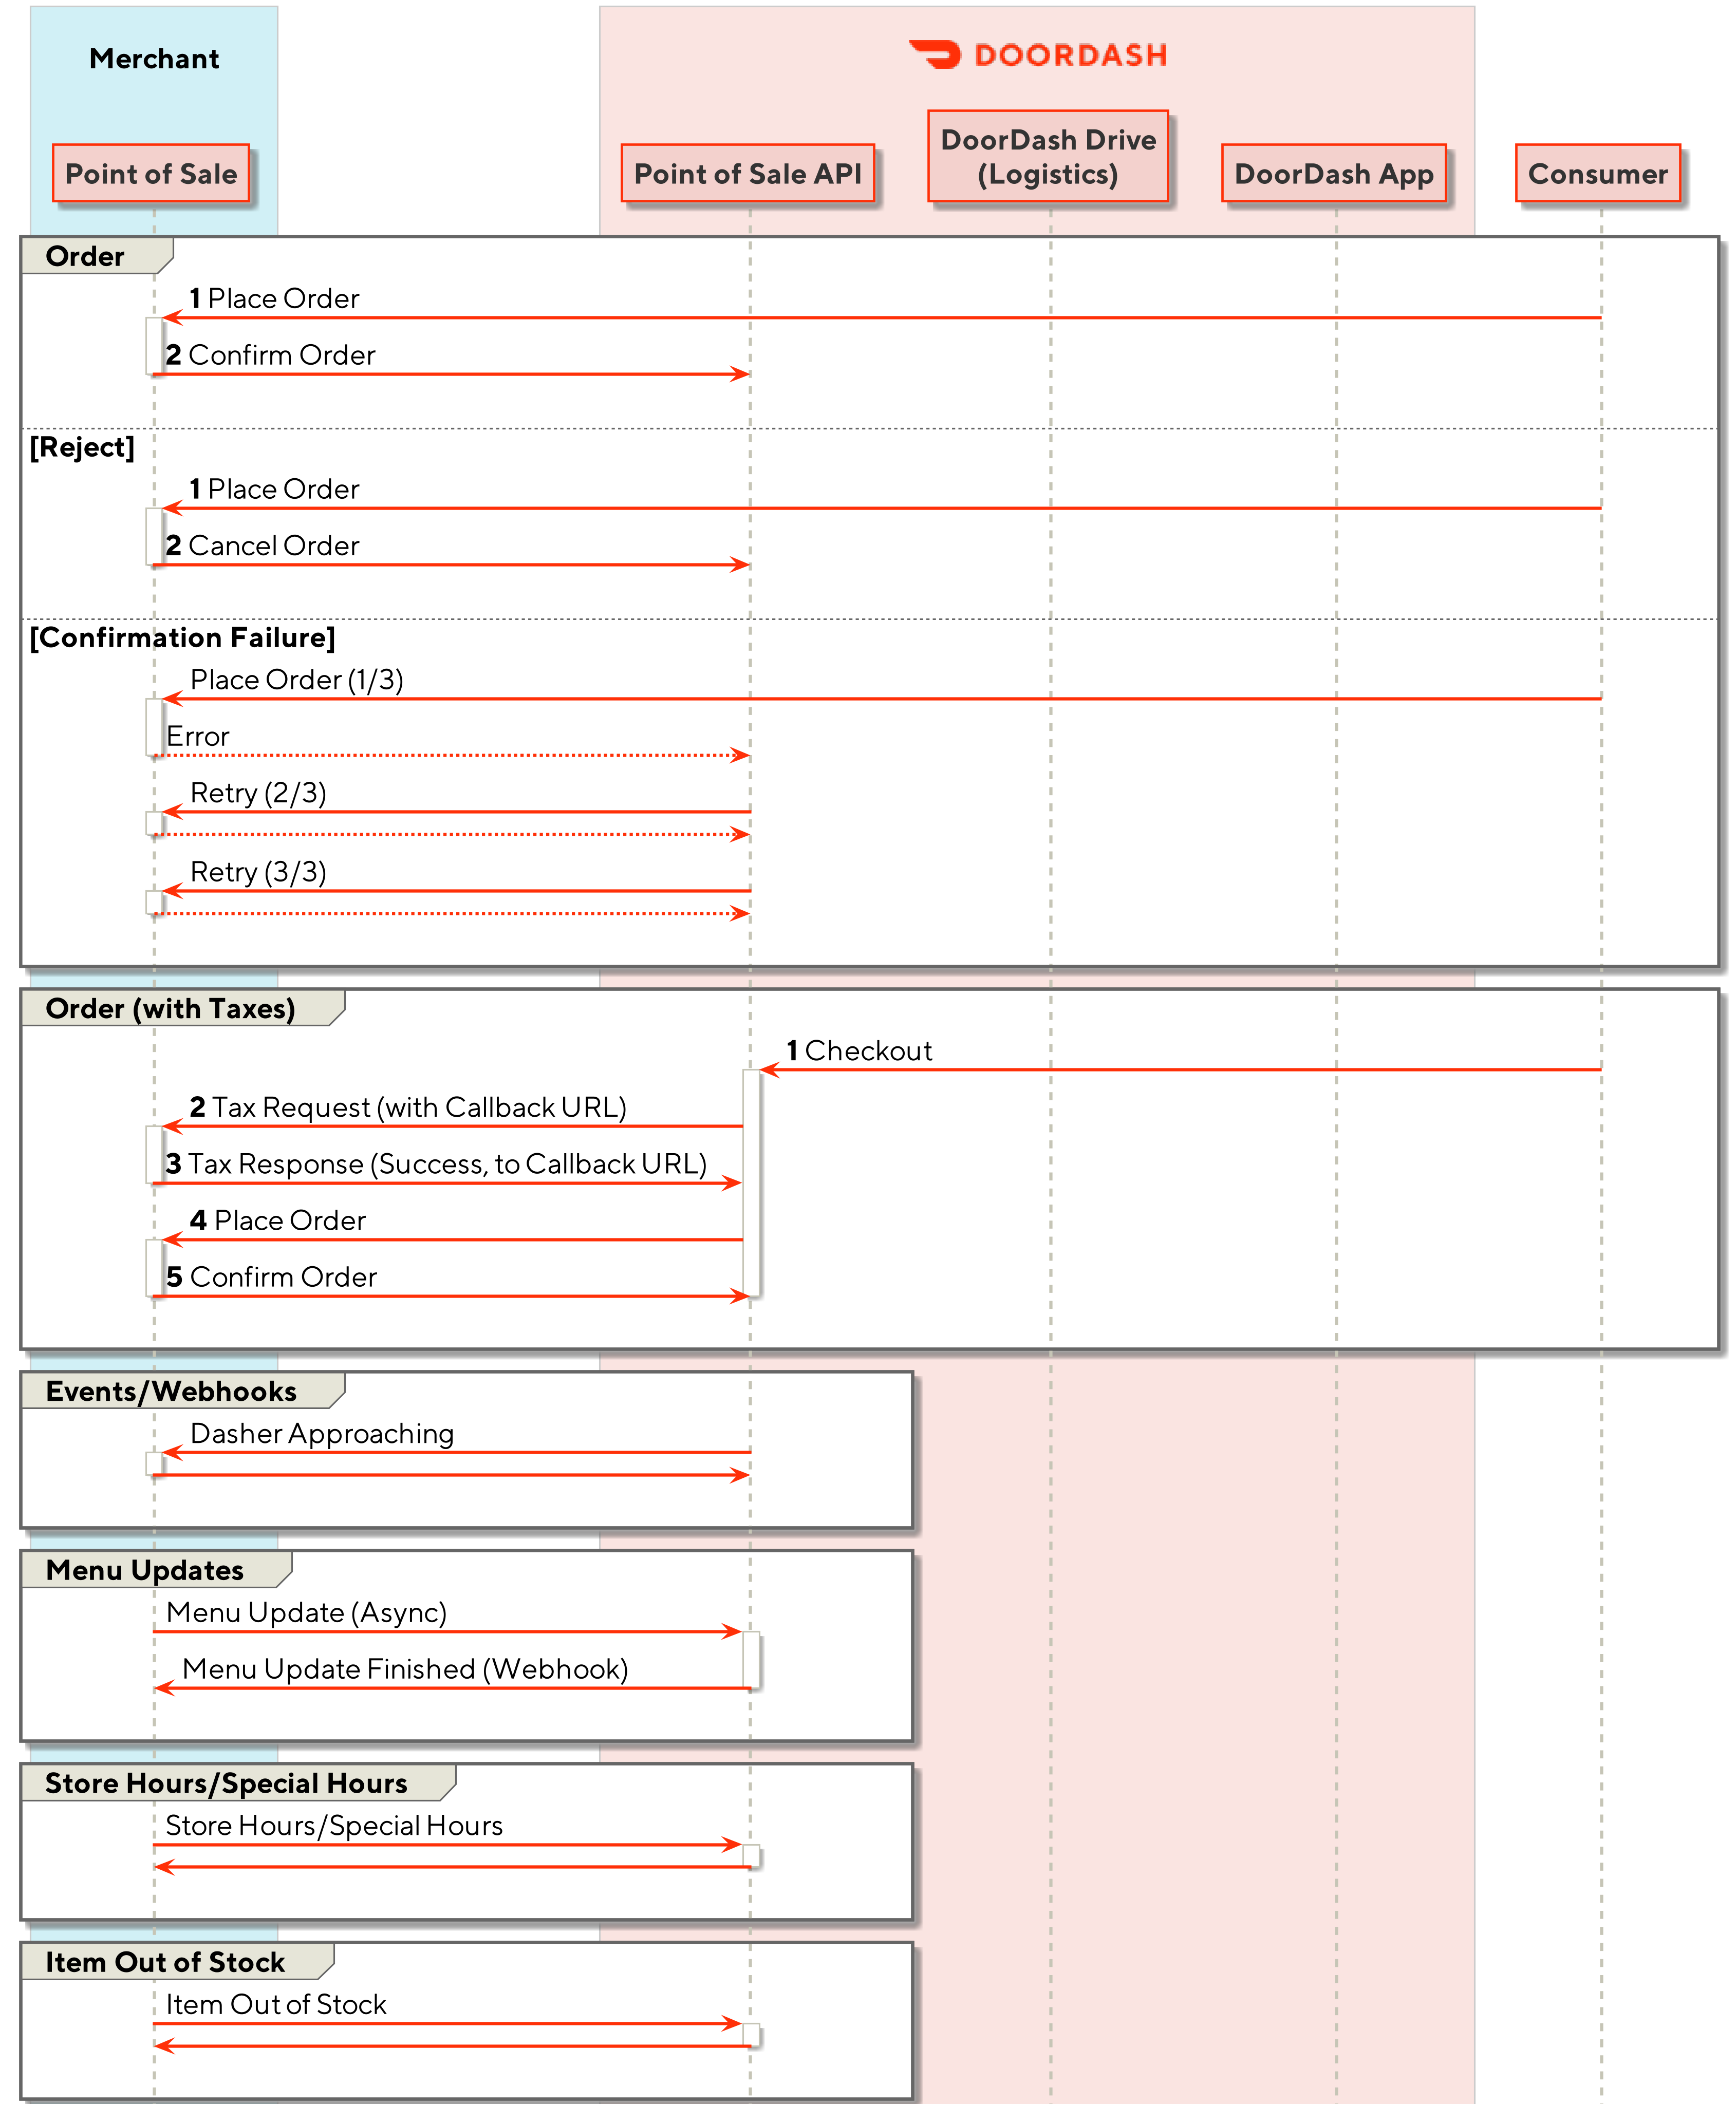 Merchant
DOORDASH
Point of Sale
Point of Sale API
DoorDash Drive
(Logistics)
DoorDash App
Consumer
Order
1 Place Order
2 Confirm Order
[Reject]
1 Place Order
2 Cancel Order
[Confirmation Failure]
Place Order (1/3)
Error
Retry (2/3)
Retry (3/3)
Order (with Taxes)
1 Checkout
2 Tax Request (with Callback URL)
3 Tax Response (Success, to Callback URL)
4 Place Order
5 Confirm Order
Events/Webhooks
Dasher Approaching
Menu Updates
Menu Update (Async)
Menu Update Finished (Webhook)
Store Hours/Special Hours
Store Hours/Special Hours
Item Out of Stock
Item Out of Stock